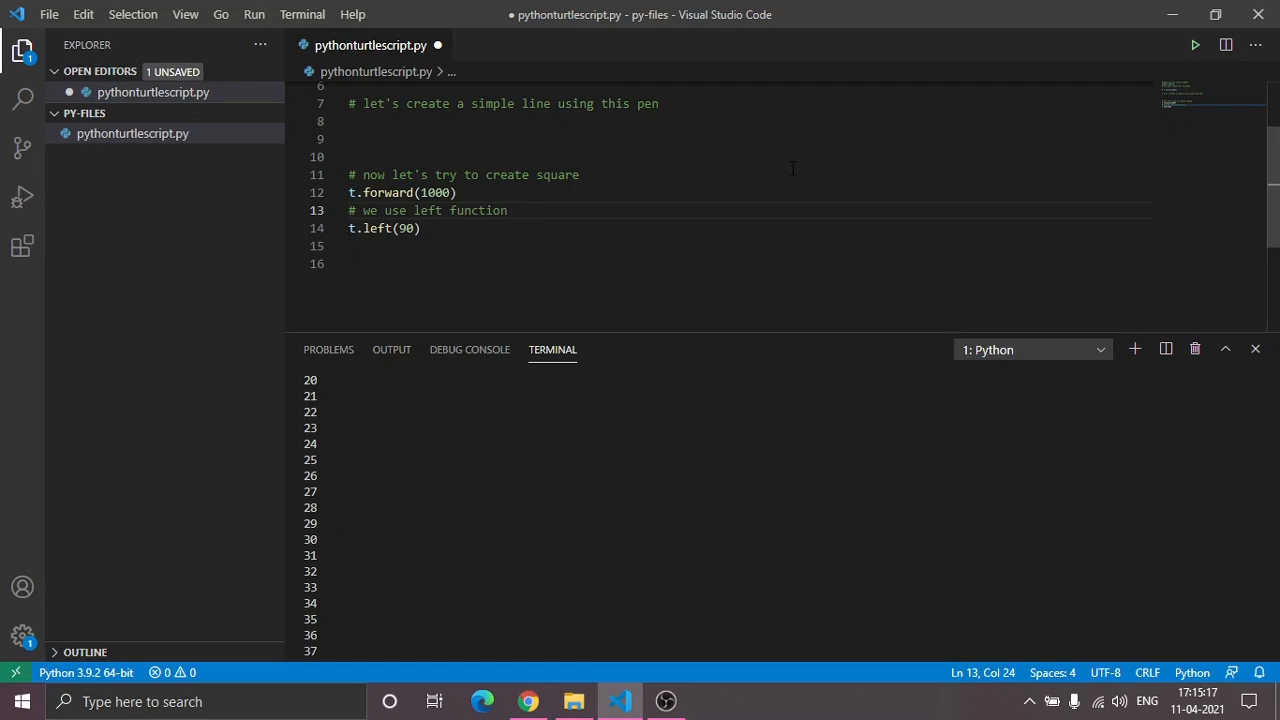 File Edit Selection View Go Run Terminal Help
● pythonturtlescript.py - py-files - Visual Studio Code
EXPLORER
pythonturtlescript.py
OPEN EDITORS 1 UNSAVED
pythonturtlescript.py > ...
pythonturtlescript.py
PY-FILES
pythonturtlescript.py
6
7 # let's create a simple line using this pen
8
9
10
11 # now let's try to create square
12 t.forward(1000)
13 # we use left function
14 t.left(90)
15
16
PROBLEMS OUTPUT DEBUG CONSOLE TERMINAL
1: Python
20
21
22
23
24
25
26
27
28
29
30
31
32
33
34
35
36
37
OUTLINE
1
1
Python 3.9.2 64-bit 0 0
Ln 13, Col 24 Spaces: 4 UTF-8 CRLF Python
Type here to search
ENG
17:15:17
11-04-2021